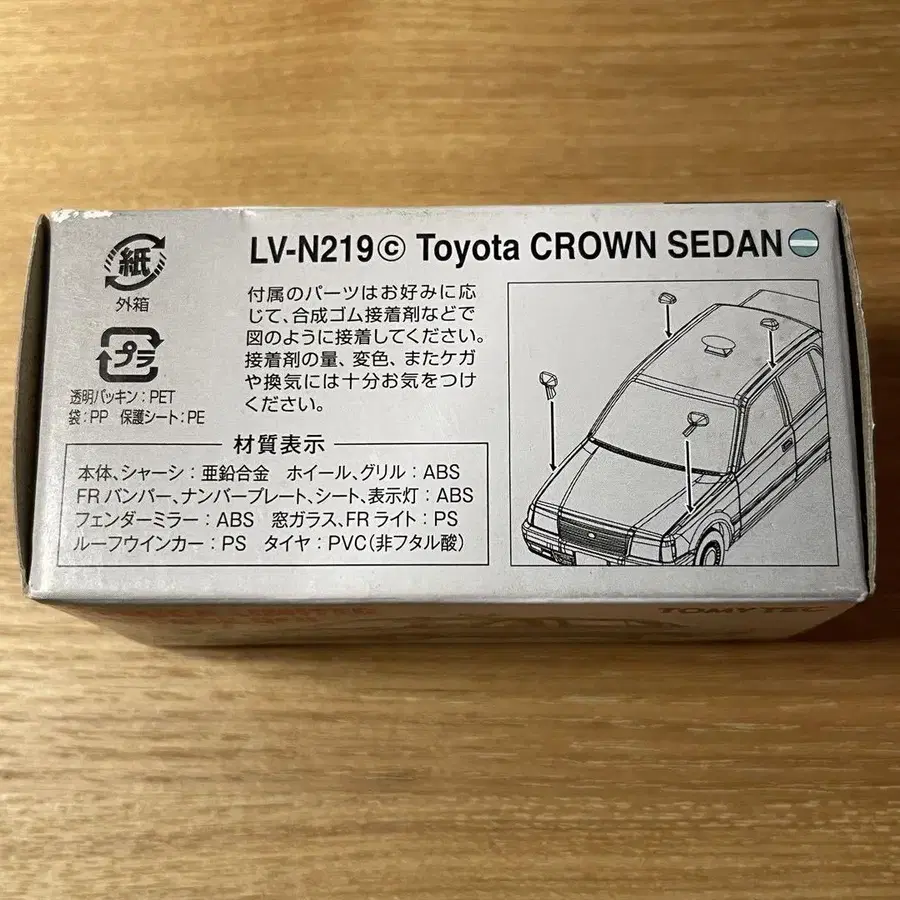 LV-N219ⓒ Toyota CROWN SEDAN
紙
外箱
プラ
透明パッキン:PET
袋:PP 保護シート:PE
付属のパーツはお好みに応
じて、合成ゴム接着剤などで
図のように接着してください。
接着剤の量、変色、またケガ
や換気には十分お気をつけ
ください。
材質表示
本体、シャーシ:亜鉛合金 ホイール、グリル:ABS
FRバンパー、ナンバープレート、シート、表示灯:ABS
フェンダーミラー:ABS 窓ガラス、FRライト:PS
ルーフウインカー:PS タイヤ:PVC(非フタル酸)
TOMYTEC